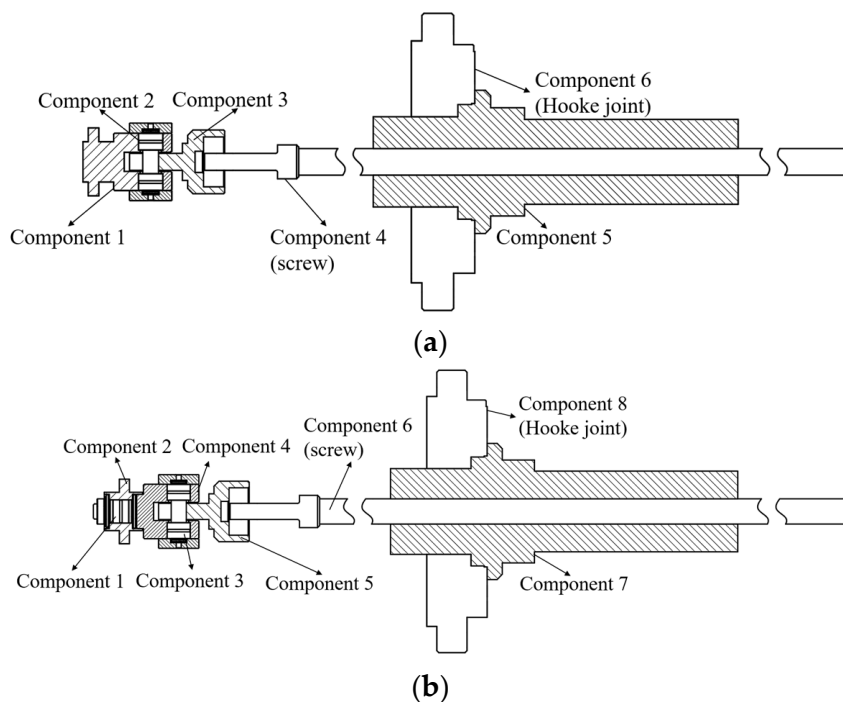 Component 6
(Hooke joint)
Component 2
Component 3
Component 1
Component 4
(screw)
Component 5
(a)
Component 8
(Hooke joint)
Component 6
(screw)
Component 2
Component 4
Component 1
Component 3
Component 5
Component 7
(b)